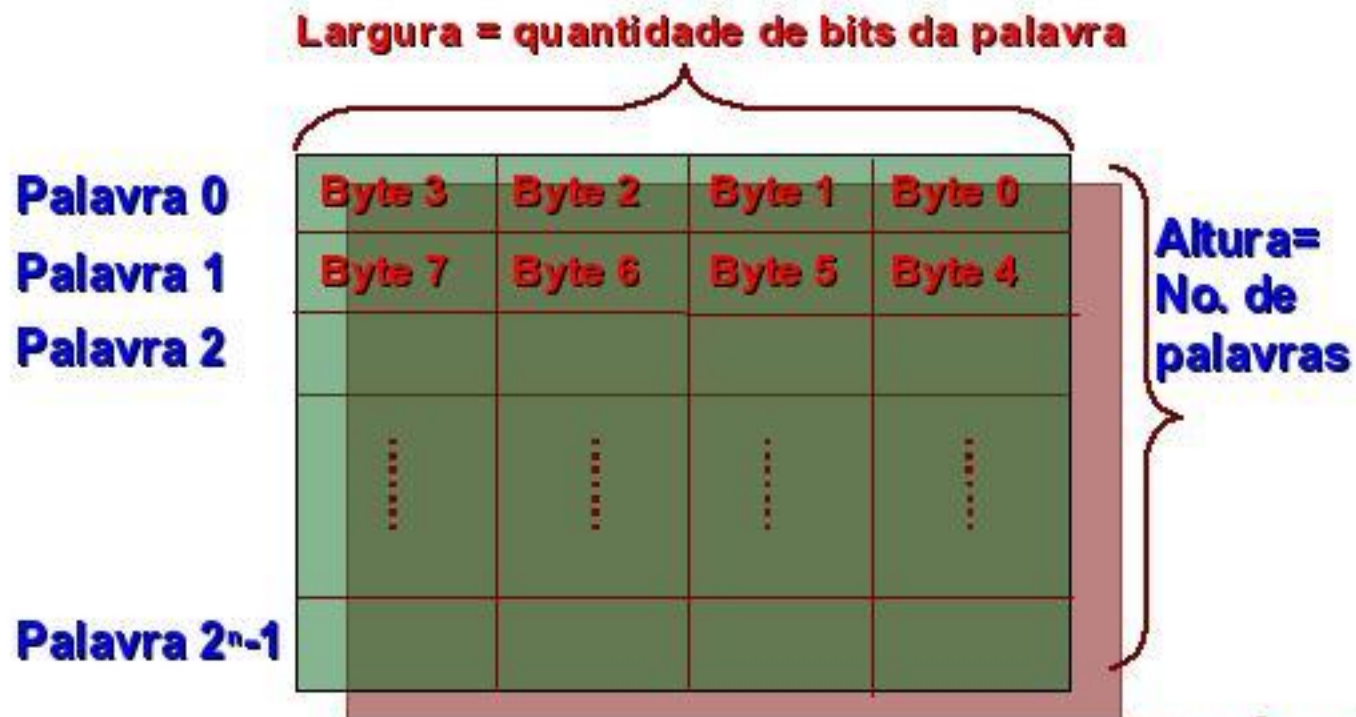 Largura = quantidade de bits da palavra
Palavra 0
Byte 3 Byte 2 Byte 1 Byte 0
Palavra 1
Byte 7 Byte 6 Byte 5 Byte 4
Palavra 2
Palavra 2ⁿ-1
Altura=
No. de
palavras